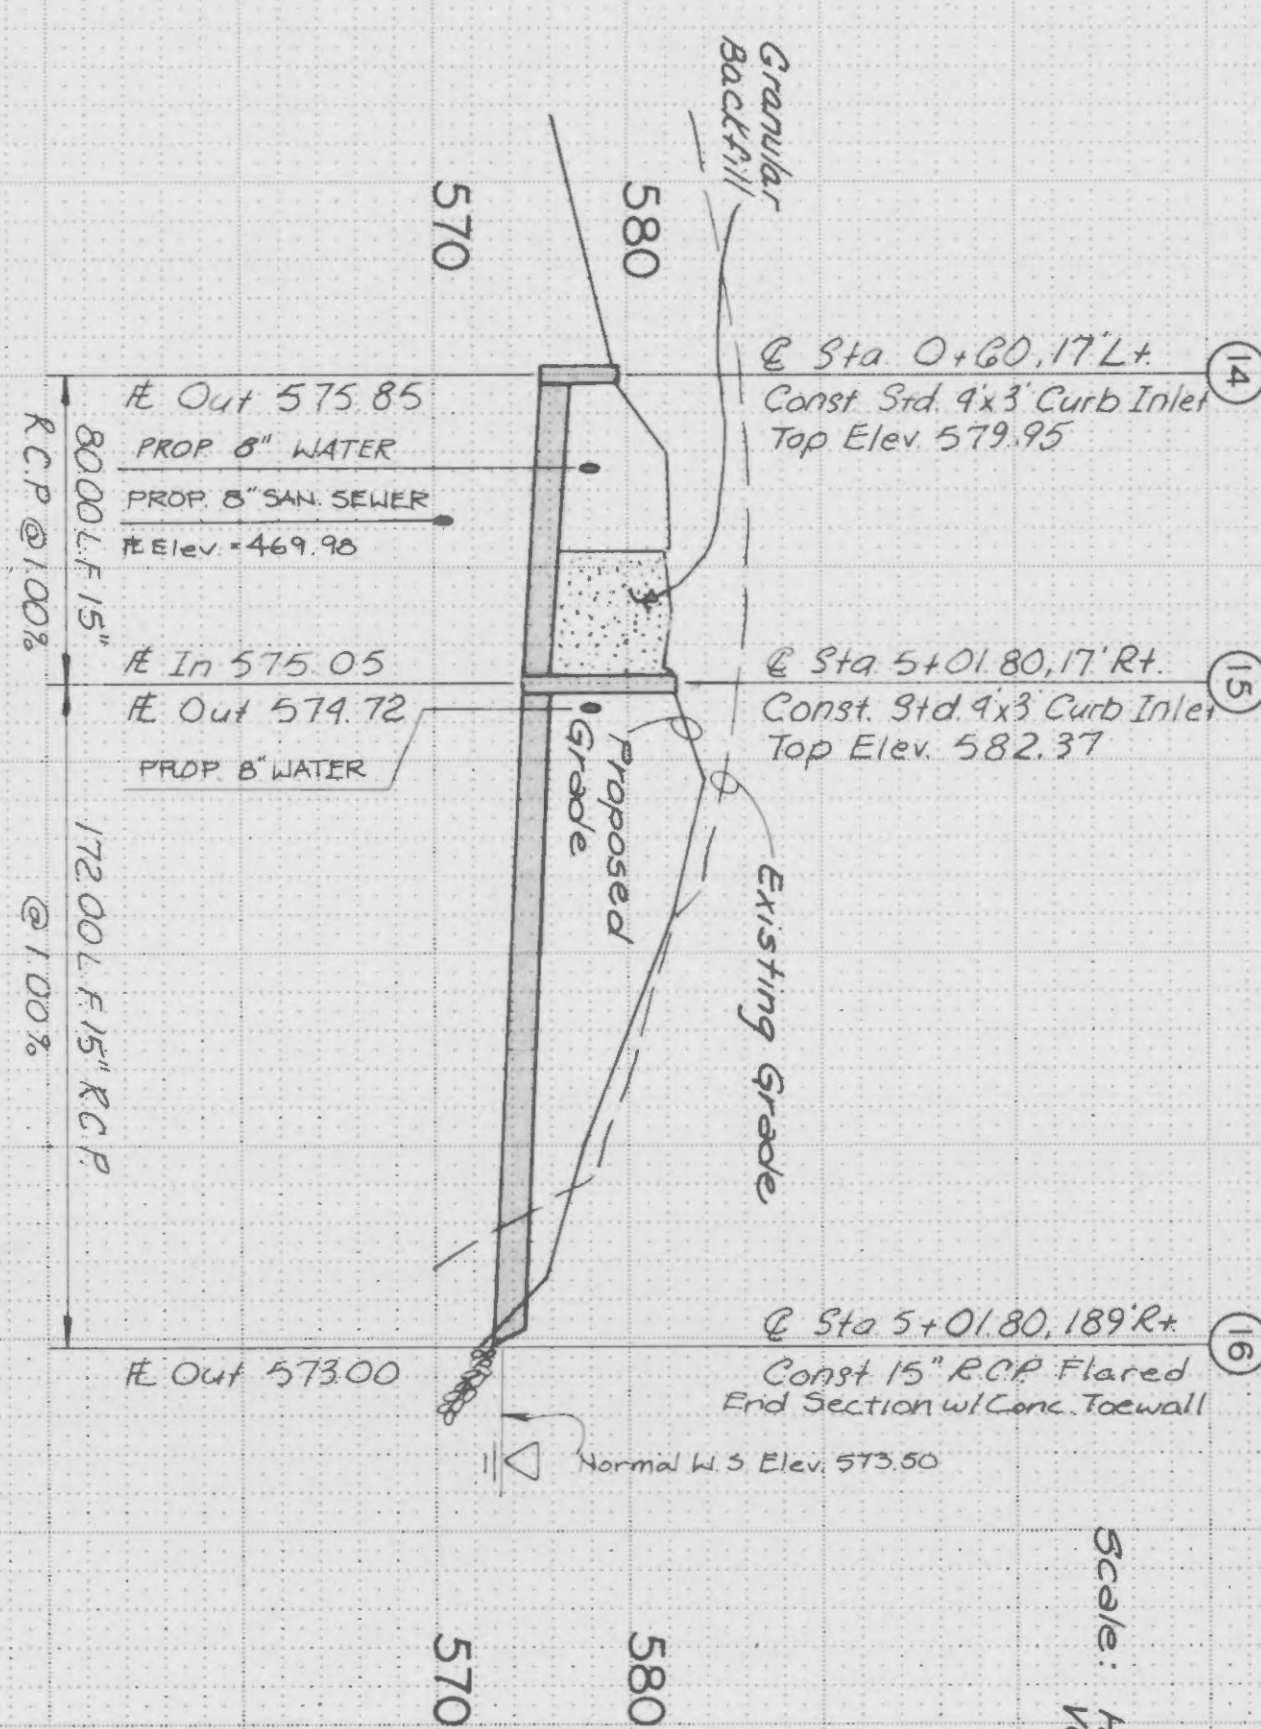 Granular
Backfill
580
570
14
℄ Sta 0+60, 17' Lt.
Const. Std. 4'x3' Curb Inlet
Top Elev. 579.95
15
℄ Sta 5+01.80, 17' Rt.
Const. Std. 4'x3' Curb Inlet
Top Elev. 582.37
16
℄ Sta 5+01.80, 189' Rt.
Const 15" R.C.P. Flared
End Section w/Conc. Toewall
Normal W.S Elev. 573.50
Existing Grade
Proposed
Grade
℄ Out 575.85
PROP 8" WATER
PROP. 8" SAN. SEWER
℄ Elev. = 469.98
℄ In 575.05
℄ Out 574.72
PROP 8" WATER
℄ Out 573.00
80.00 L.F. 15"
R.C.P @ 1.00%
172.00 L.F. 15" R.C.P.
@ 1.00%
580
570
Scale: